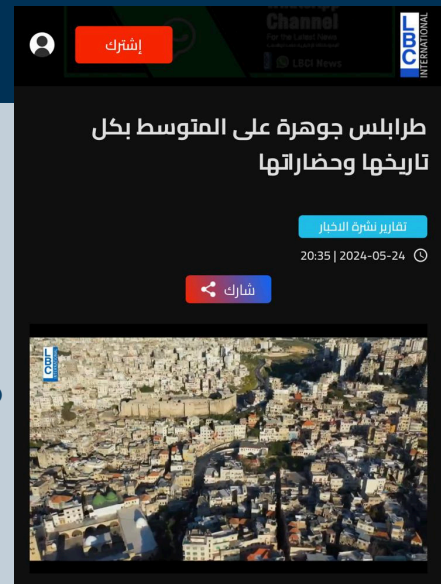 Channel
For the Latest News
LBCI News
LBC INTERNATIONAL
إشترك
طرابلس جوهرة على المتوسط بكل
تاريخها وحضاراتها
تقارير نشرة الاخبار
20:35 | 2024-05-24
شارك
LBC